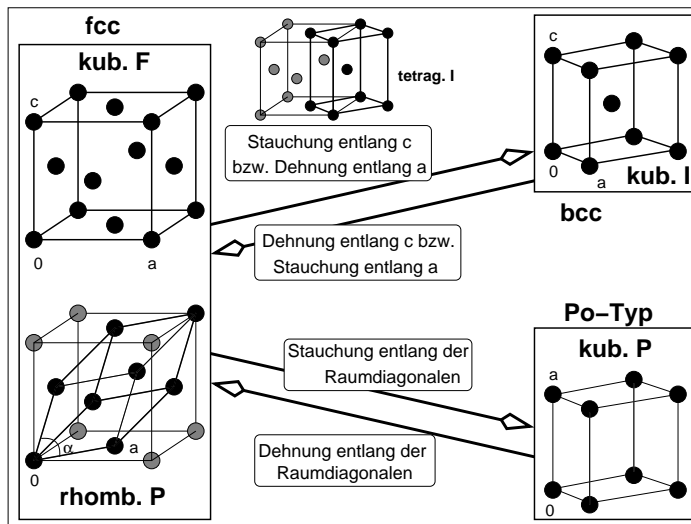 fcc
kub. F
c
0
a
α
a
0
rhomb. P
tetrag. I
Stauchung entlang c
bzw. Dehnung entlang a
Dehnung entlang c bzw.
Stauchung entlang a
Stauchung entlang der
Raumdiagonalen
Dehnung entlang der
Raumdiagonalen
c
0
a
kub. I
bcc
Po−Typ
kub. P
a
0